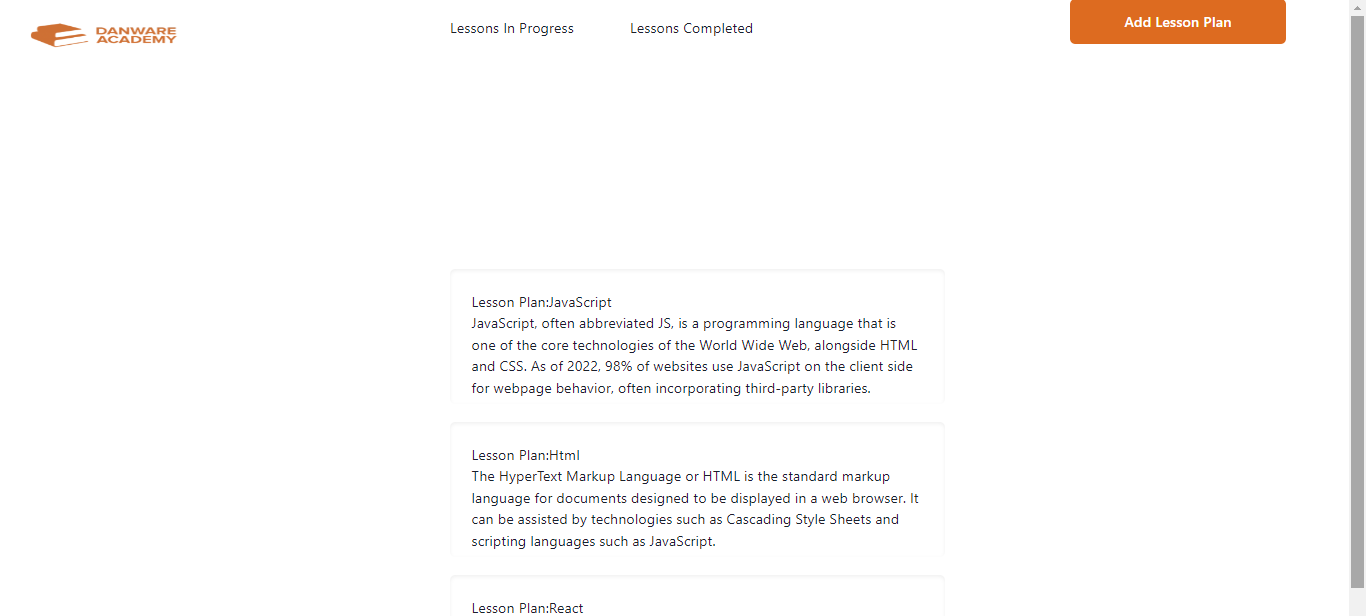 DANWARE
ACADEMY
Lessons In Progress
Lessons Completed
Add Lesson Plan
Lesson Plan:JavaScript
JavaScript, often abbreviated JS, is a programming language that is
one of the core technologies of the World Wide Web, alongside HTML
and CSS. As of 2022, 98% of websites use JavaScript on the client side
for webpage behavior, often incorporating third-party libraries.
Lesson Plan:Html
The HyperText Markup Language or HTML is the standard markup
language for documents designed to be displayed in a web browser. It
can be assisted by technologies such as Cascading Style Sheets and
scripting languages such as JavaScript.
Lesson Plan:React